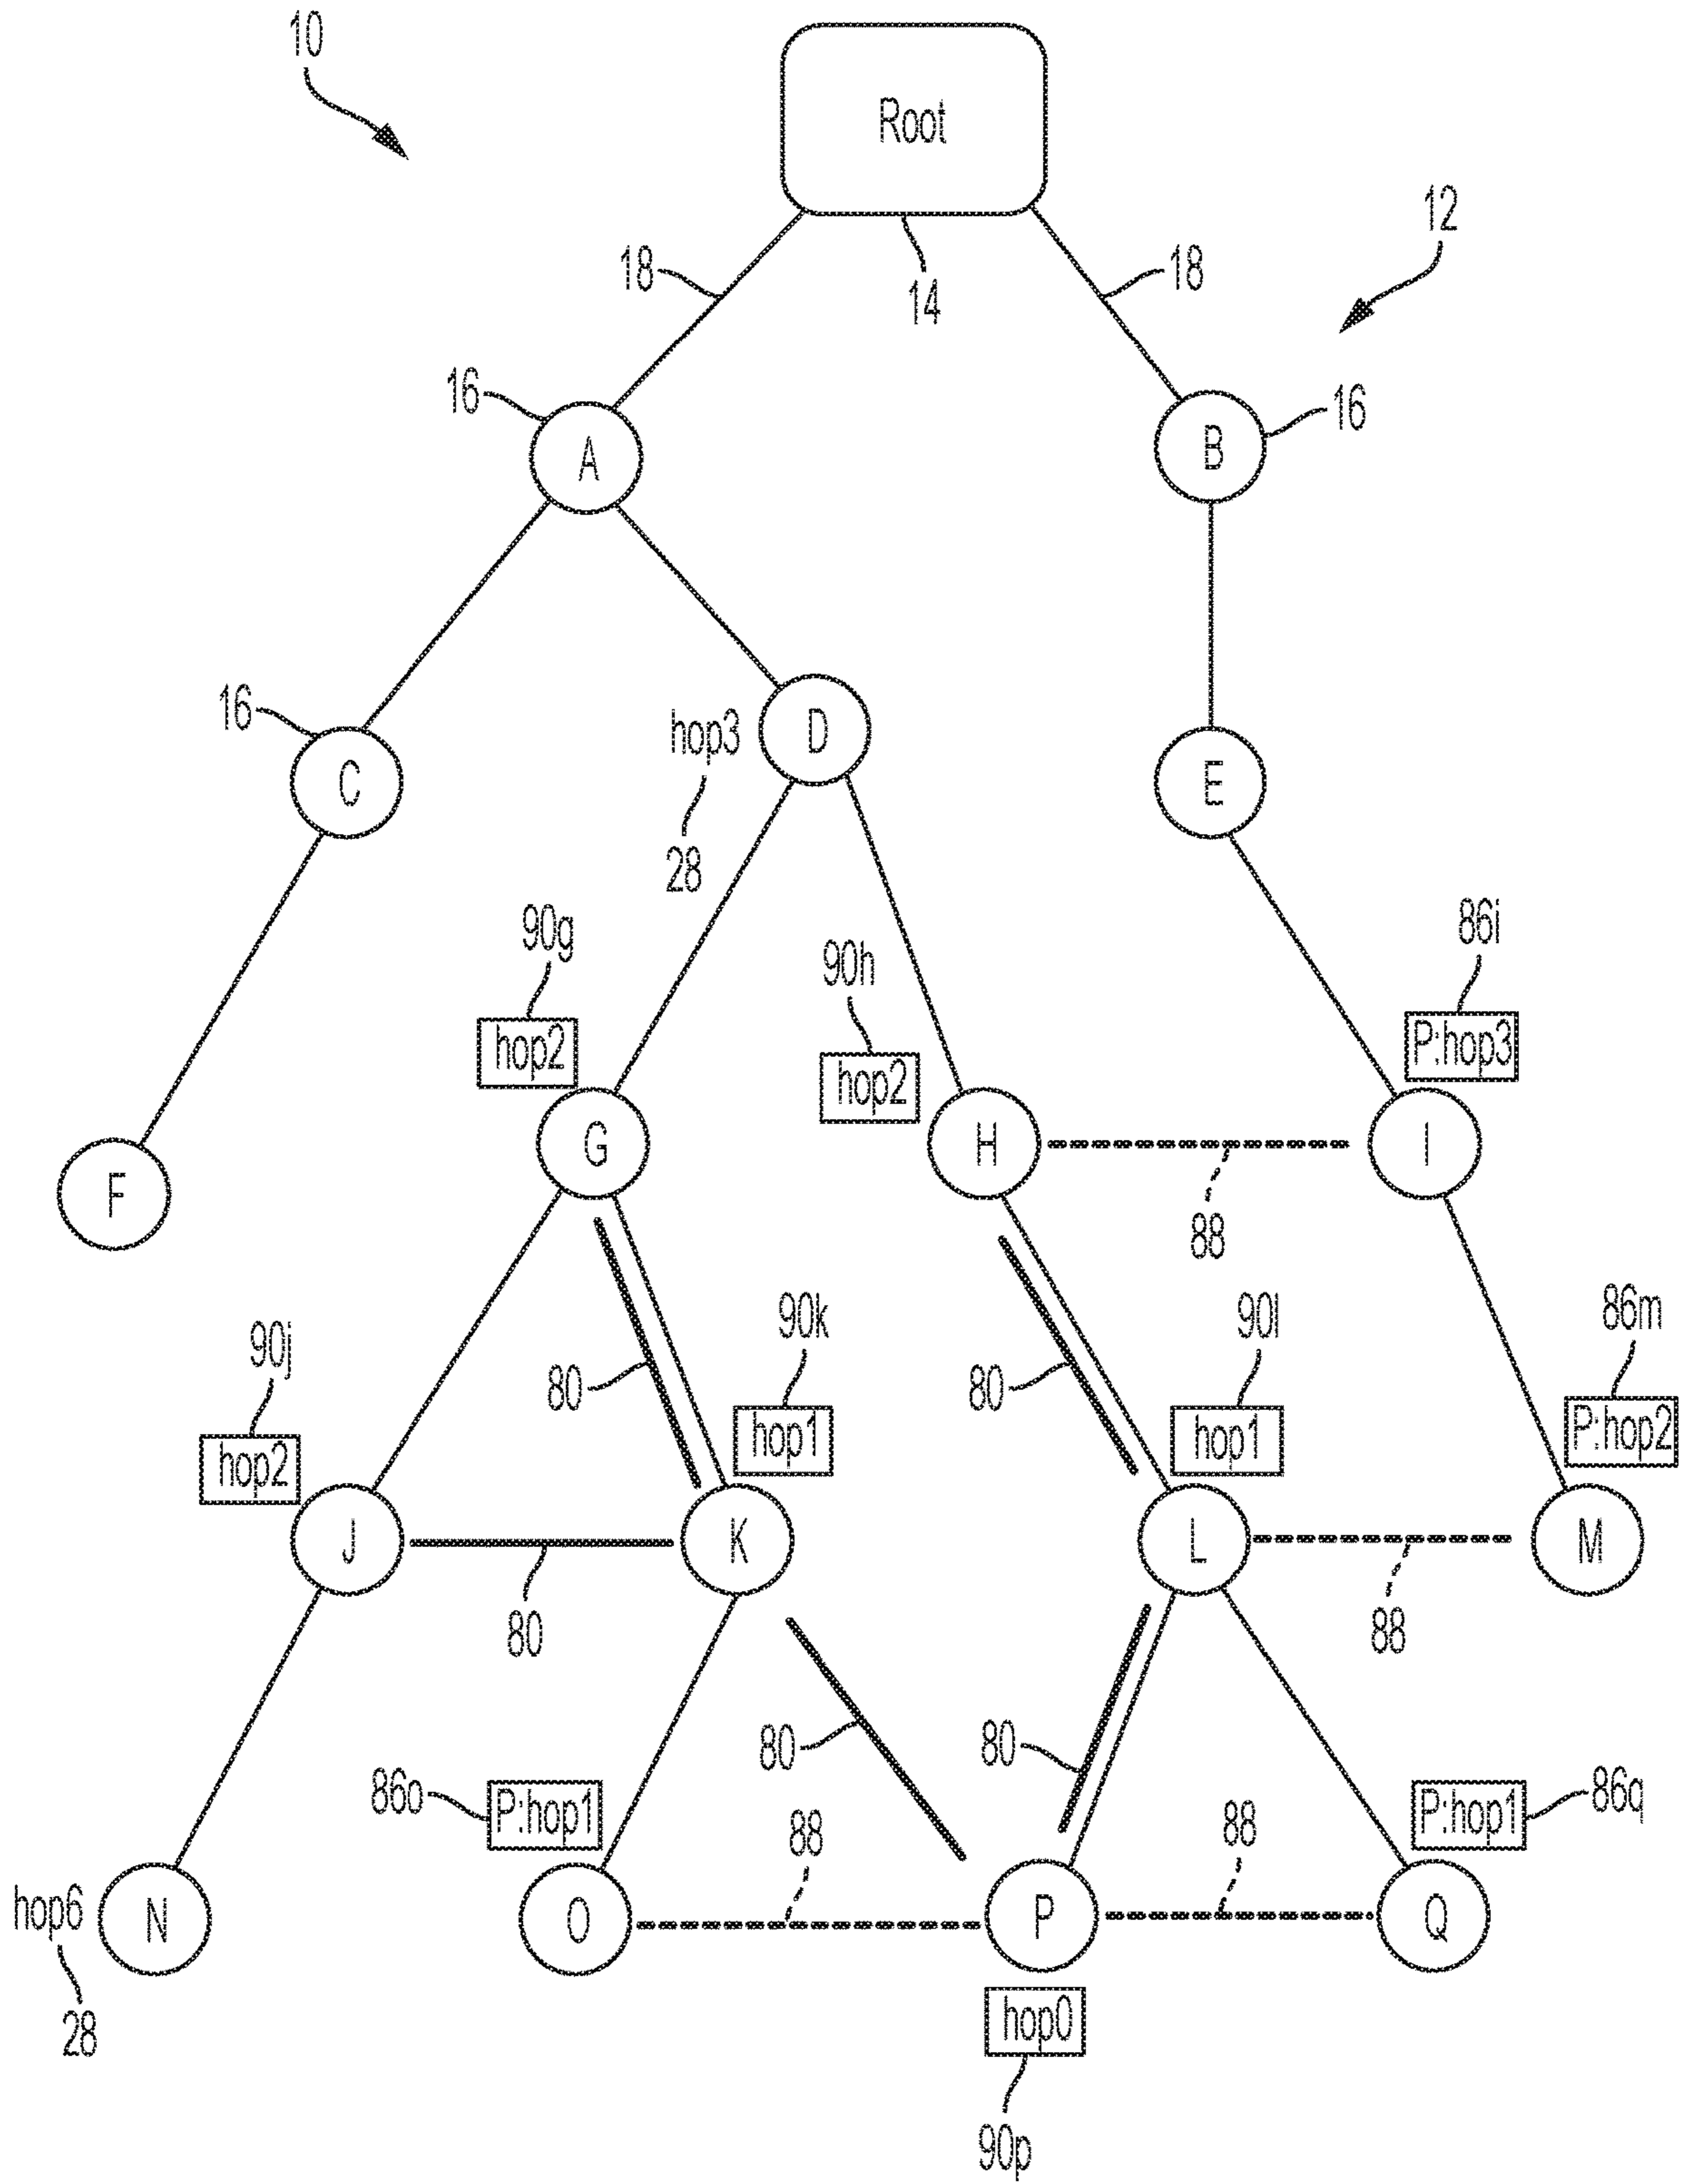 10
Root
12
18
18
14
16
16
A
B
16
hop3
D
C
E
28
90g
86i
90h
hop2
P:hop3
hop2
G
H
I
F
88
90j
90k
90l
86m
80
80
hop2
hop1
hop1
P:hop2
J
K
L
M
80
88
80
80
86o
P:hop1
88
88
P:hop1
86q
hop6
N
O
P
Q
28
hop0
90p